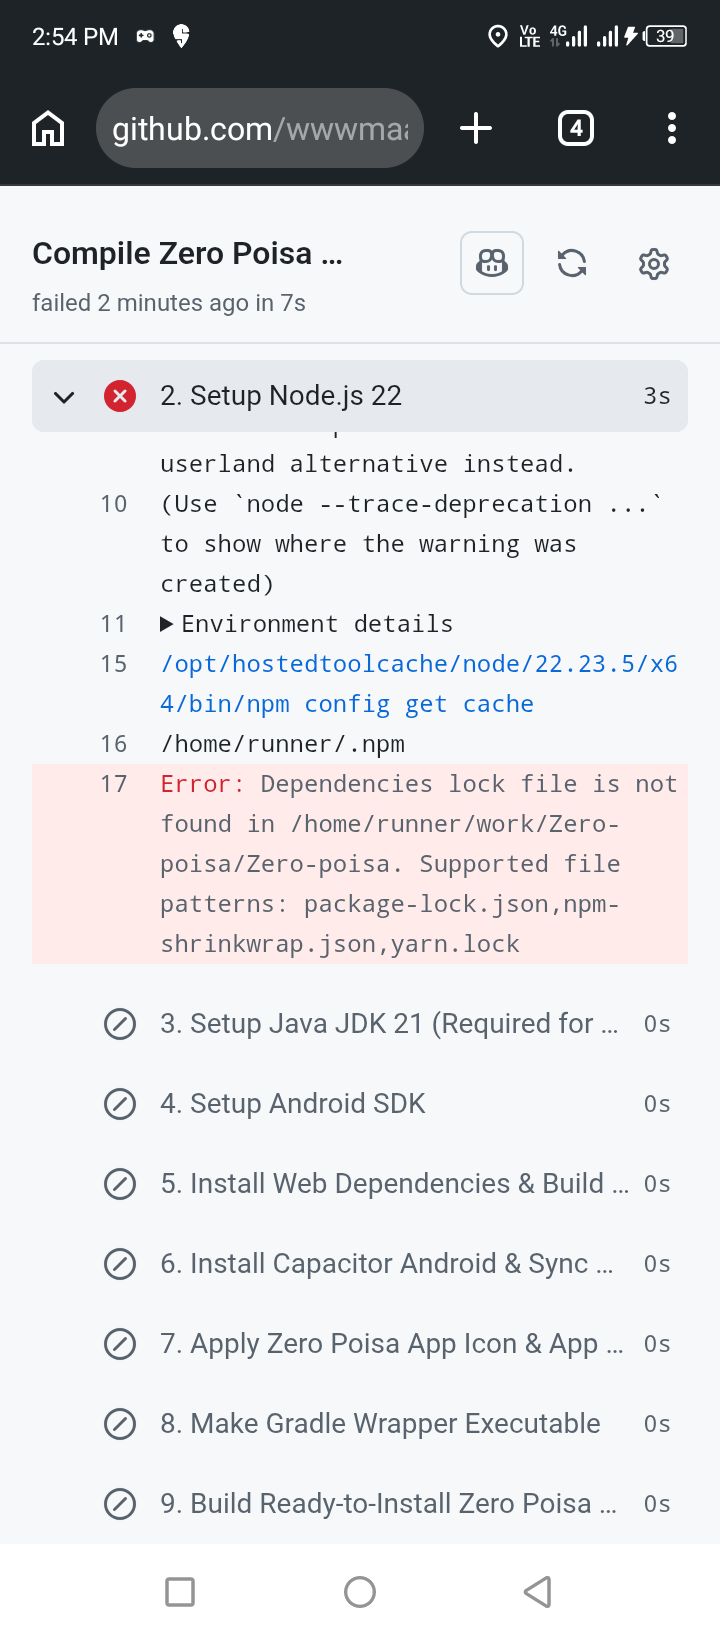 2:54 PM
Vo LTE 4G 39
github.com/wwwmaa
4
Compile Zero Poisa ...
failed 2 minutes ago in 7s
2. Setup Node.js 22 3s
userland alternative instead.
10 (Use `node --trace-deprecation ...`
to show where the warning was
created)
11 Environment details
15 /opt/hostedtoolcache/node/22.23.5/x6
4/bin/npm config get cache
16 /home/runner/.npm
17 Error: Dependencies lock file is not
found in /home/runner/work/Zero-
poisa/Zero-poisa. Supported file
patterns: package-lock.json,npm-
shrinkwrap.json,yarn.lock
3. Setup Java JDK 21 (Required for ... 0s
4. Setup Android SDK 0s
5. Install Web Dependencies & Build ... 0s
6. Install Capacitor Android & Sync ... 0s
7. Apply Zero Poisa App Icon & App ... 0s
8. Make Gradle Wrapper Executable 0s
9. Build Ready-to-Install Zero Poisa ... 0s